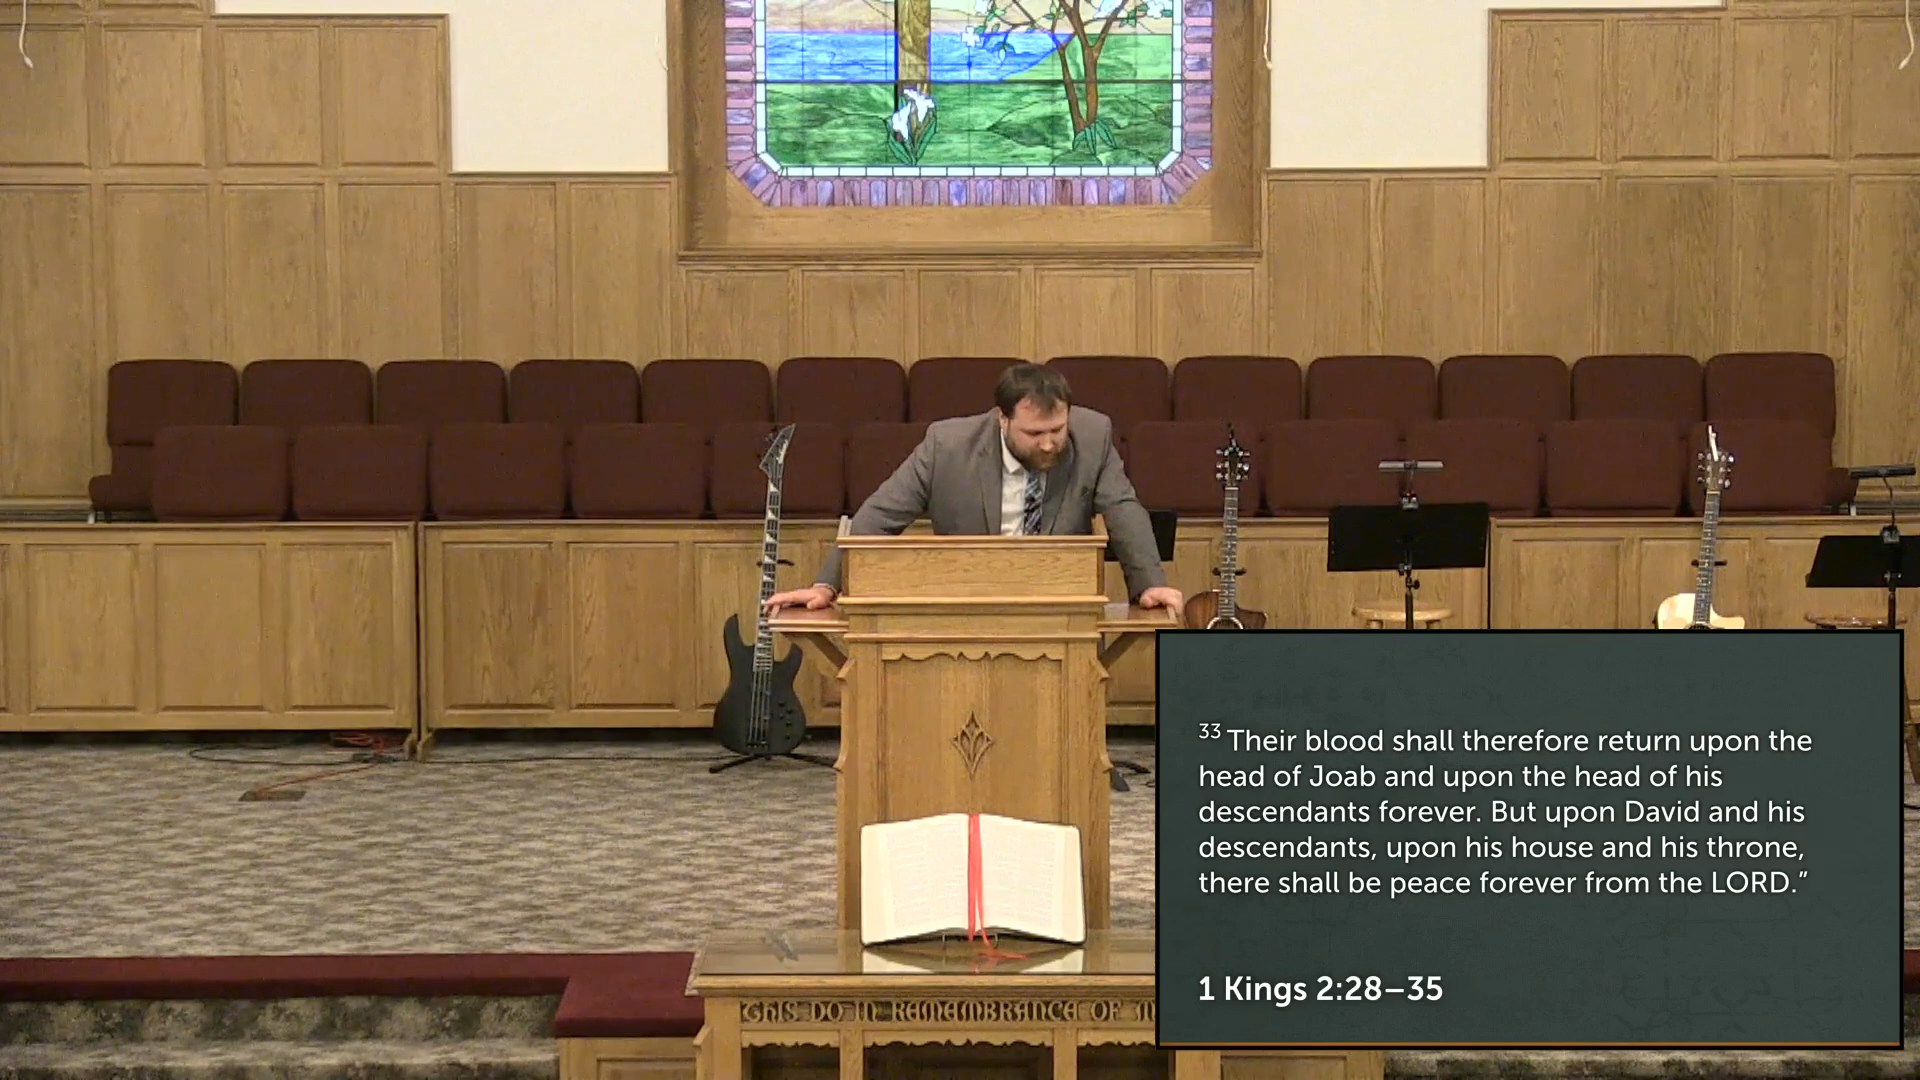 33 Their blood shall therefore return upon the
head of Joab and upon the head of his
descendants forever. But upon David and his
descendants, upon his house and his throne,
there shall be peace forever from the LORD.”
1 Kings 2:28–35
THIS DO IN REMEMBRANCE OF